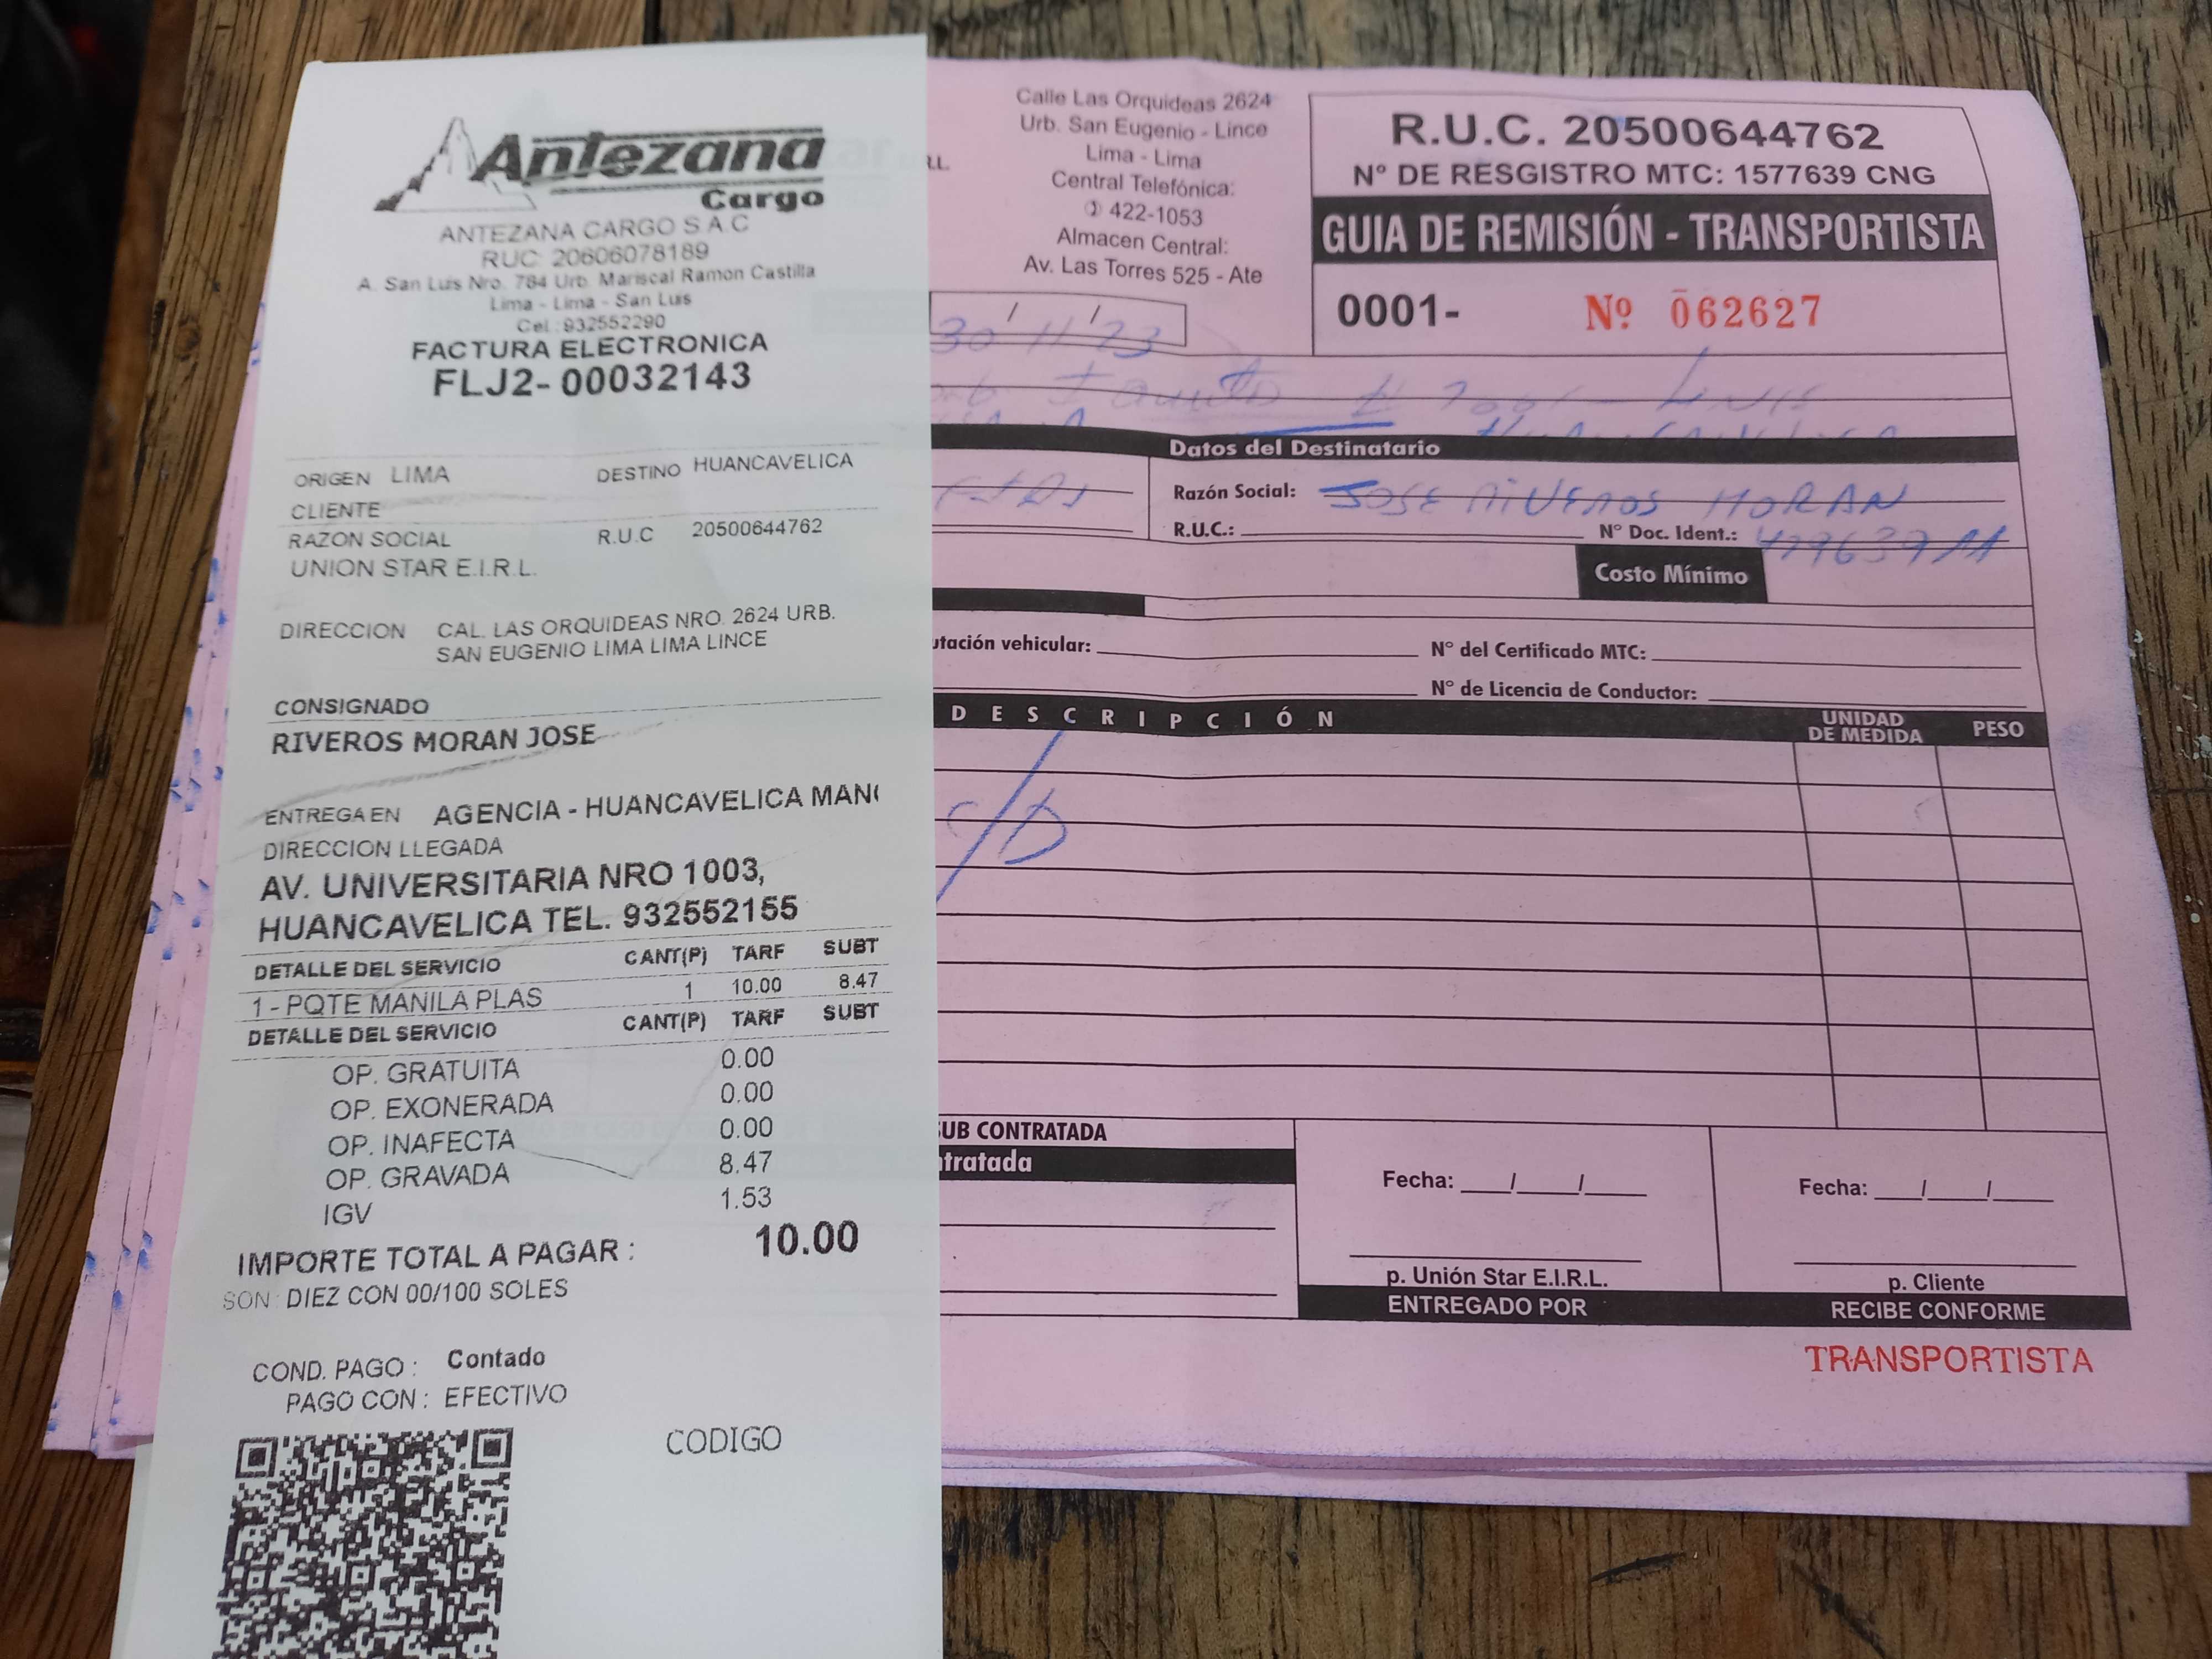 Antezana
Cargo
ANTEZANA CARGO S.A.C
RUC: 20606078189
A. San Luis Nro. 784 Urb. Mariscal Ramon Castilla
Lima - Lima - San Luis
Cel.:932552290
FACTURA ELECTRONICA
FLJ2- 00032143
ORIGEN LIMA DESTINO HUANCAVELICA
CLIENTE
RAZON SOCIAL R.U.C 20500644762
UNION STAR E.I.R.L.
DIRECCION CAL. LAS ORQUIDEAS NRO. 2624 URB.
SAN EUGENIO LIMA LIMA LINCE
CONSIGNADO
RIVEROS MORAN JOSE
ENTREGA EN AGENCIA - HUANCAVELICA MAN
DIRECCION LLEGADA
AV. UNIVERSITARIA NRO 1003,
HUANCAVELICA TEL. 932552155
DETALLE DEL SERVICIO CANT(P) TARF SUBT
1 - PQTE MANILA PLAS 1 10.00 8.47
DETALLE DEL SERVICIO CANT(P) TARF SUBT
OP. GRATUITA 0.00
OP. EXONERADA 0.00
OP. INAFECTA 0.00
OP. GRAVADA 8.47
IGV 1.53
IMPORTE TOTAL A PAGAR : 10.00
SON: DIEZ CON 00/100 SOLES
COND. PAGO : Contado
PAGO CON : EFECTIVO
CODIGO
Calle Las Orquideas 2624
Urb. San Eugenio - Lince
Lima - Lima
Central Telefónica:
422-1053
Almacen Central:
Av. Las Torres 525 - Ate
R.U.C. 20500644762
N° DE RESGISTRO MTC: 1577639 CNG
GUIA DE REMISIÓN - TRANSPORTISTA
0001- Nº 062627
30 / 11 / 23
HUANCAVELICA
Datos del Destinatario
Razón Social: JOSE RIVEROS MORAN
R.U.C.: N° Doc. Ident.:
Costo Mínimo
utación vehicular: N° del Certificado MTC:
N° de Licencia de Conductor:
DESCRIPCIÓN UNIDAD DE MEDIDA PESO
C/D
SUB CONTRATADA
ntratada
Fecha: / / Fecha: / /
p. Unión Star E.I.R.L. p. Cliente
ENTREGADO POR RECIBE CONFORME
TRANSPORTISTA